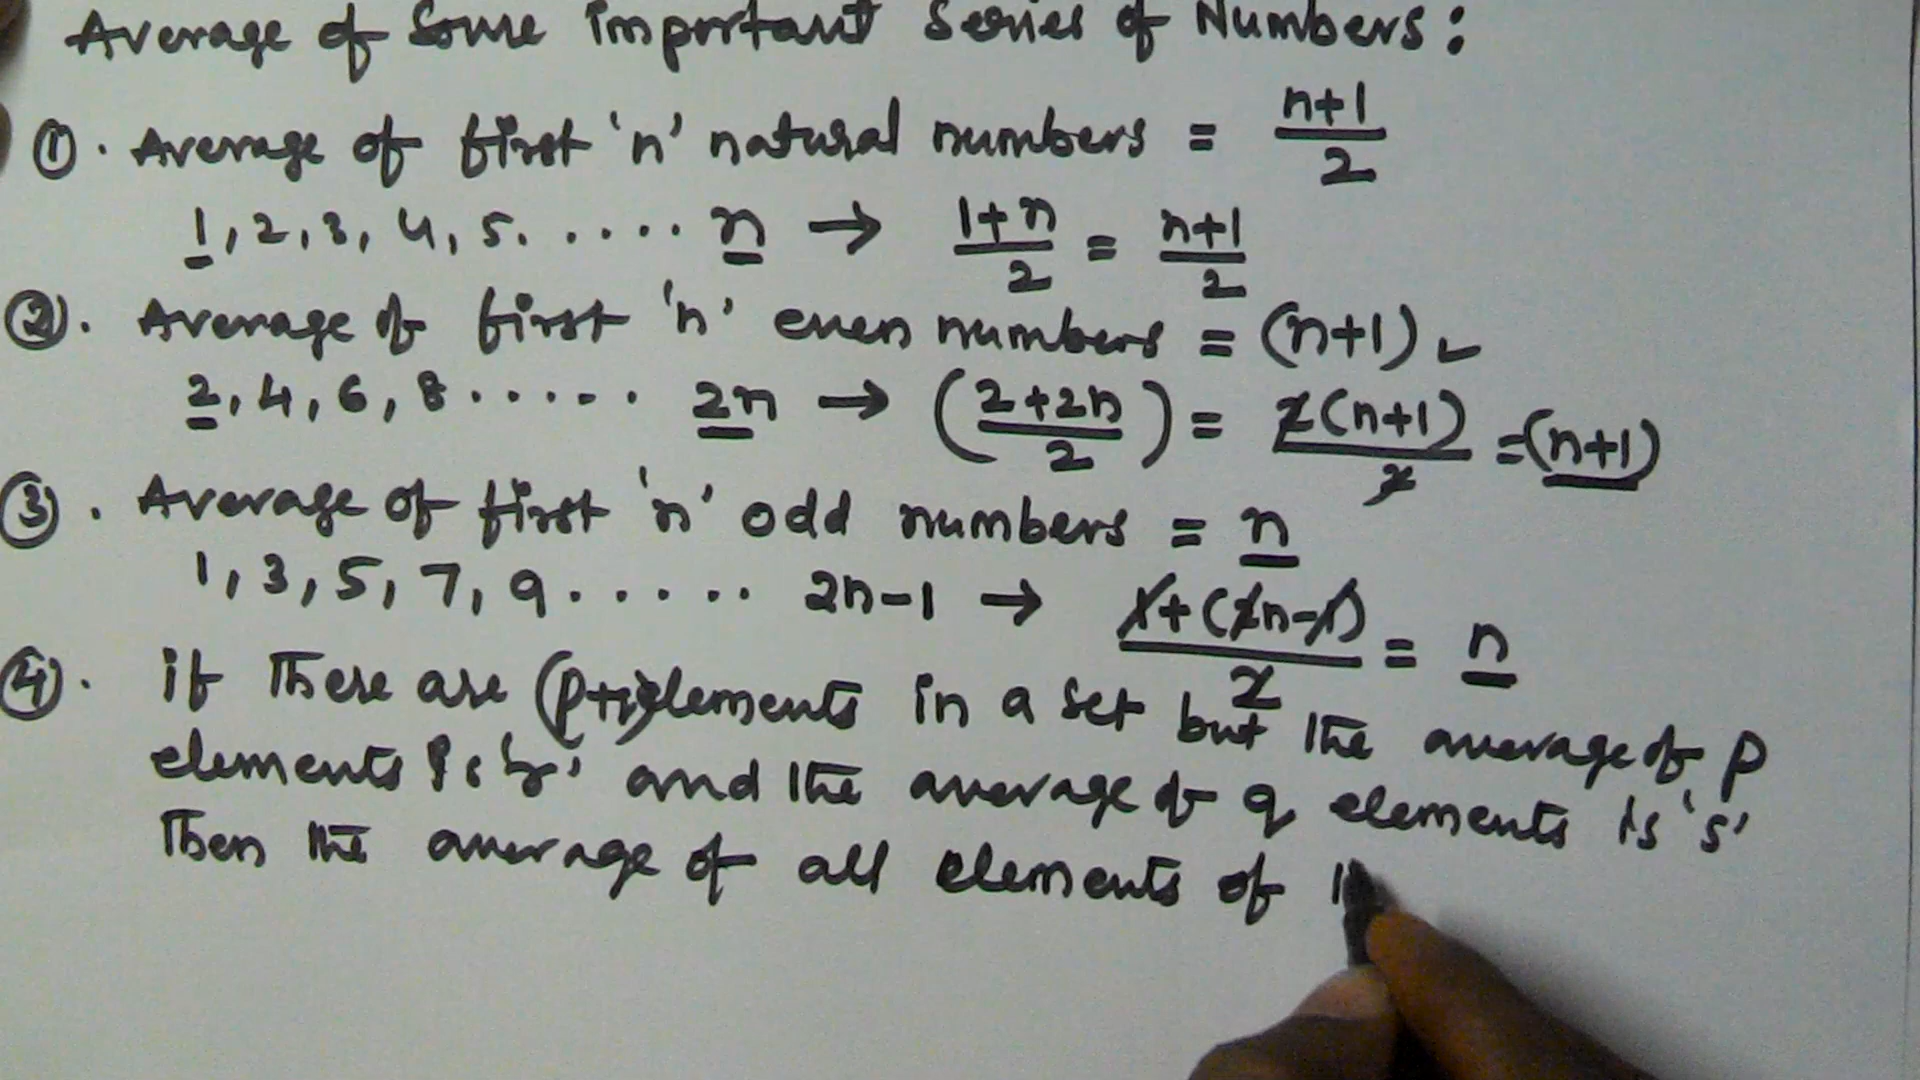 Average of Some Important Series of Numbers:
①. Average of first 'n' natural numbers = n+1/2
1, 2, 3, 4, 5. ..... n → 1+n/2 = n+1/2
②. Average of first 'n' even numbers = (n+1) ✓
2, 4, 6, 8 ...... 2n → (2+2n/2) = 2(n+1)/2 = (n+1)
③. Average of first 'n' odd numbers = n
1, 3, 5, 7, 9...... 2n-1 → 1+(2n-1)/2 = n
④. if There are elements in a set but the average of p
elements is 'r' and the average of q elements is 's'
Then the average of all elements of